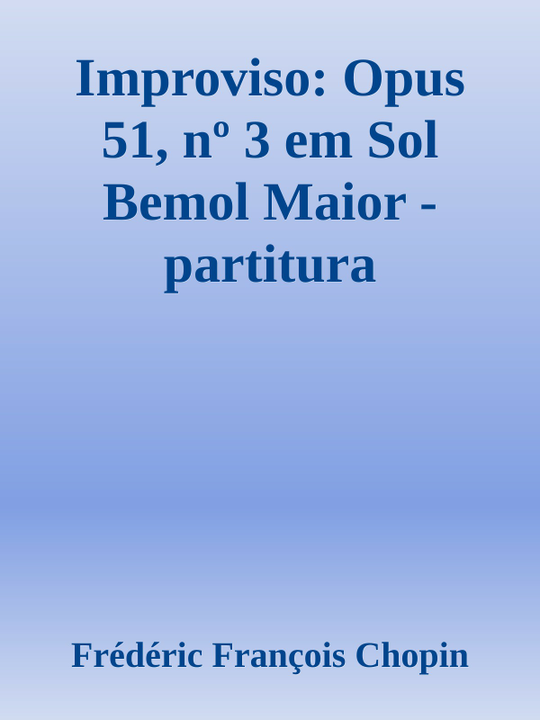 Improviso: Opus
51, nº 3 em Sol
Bemol Maior -
partitura
Frédéric François Chopin